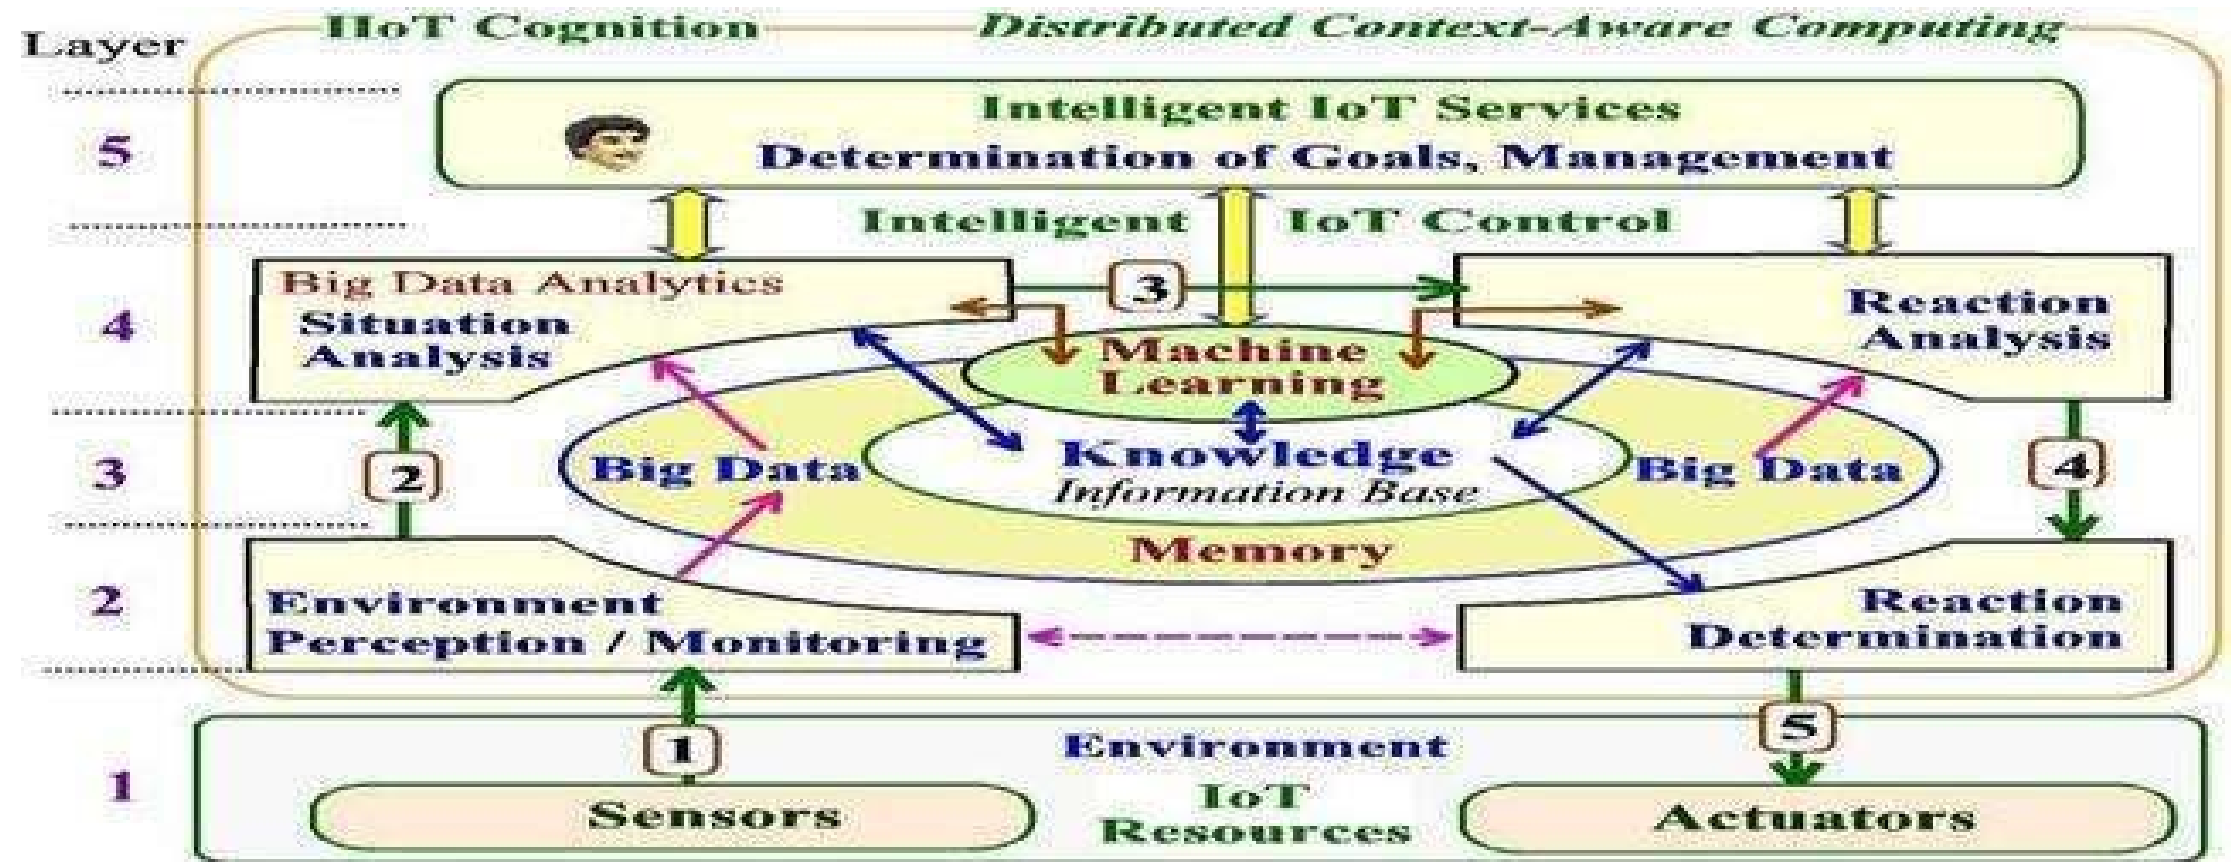 IIoT Cognition
Distributed Context-Aware Computing
Layer
Intelligent IoT Services
5
Determination of Goals, Management
Intelligent IoT Control
Big Data Analytics
3
4
Situation
Analysis
Reaction
Analysis
Machine
Learning
3
2
Big Data
Knowledge
Information Base
Big Data
4
Memory
2
Environment
Perception / Monitoring
Reaction
Determination
1
1
Environment
5
IoT
Resources
Sensors
Actuators